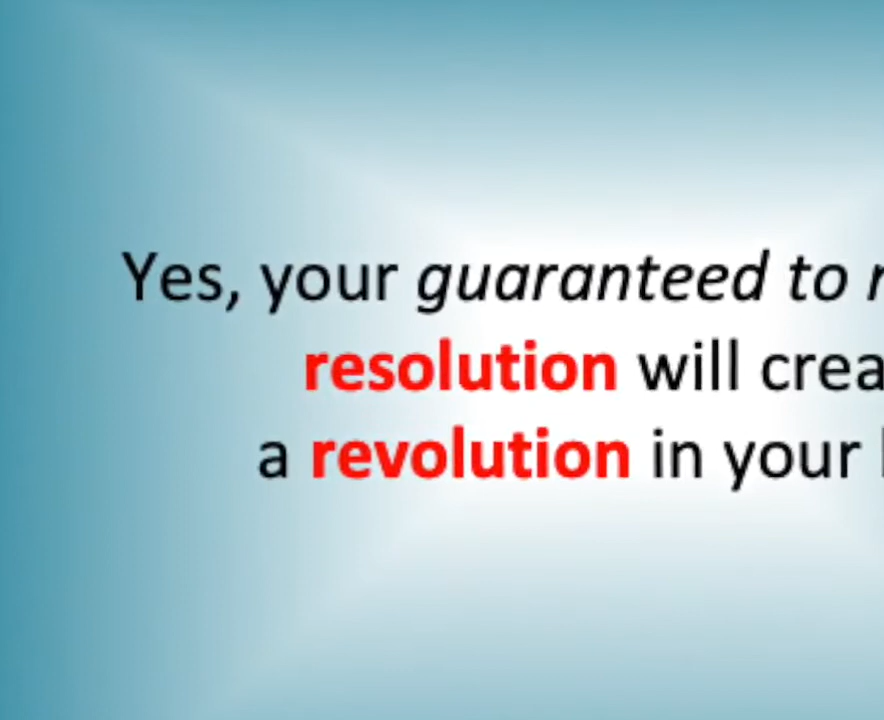 Yes, your guaranteed to
resolution will crea
a revolution in your